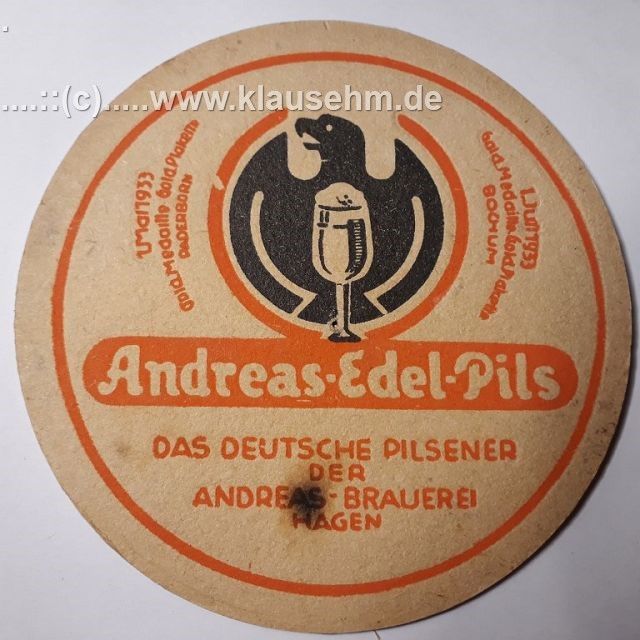 .....::(c).....www.klausehm.de
1. Mai 1933
Gold. Medaille Gold. Plakette
PADERBORN
1. Juli 1933
Gold. Medaille Gold. Plakette
BOCHUM
Andreas-Edel-Pils
DAS DEUTSCHE PILSENER
DER
ANDREAS-BRAUEREI
HAGEN